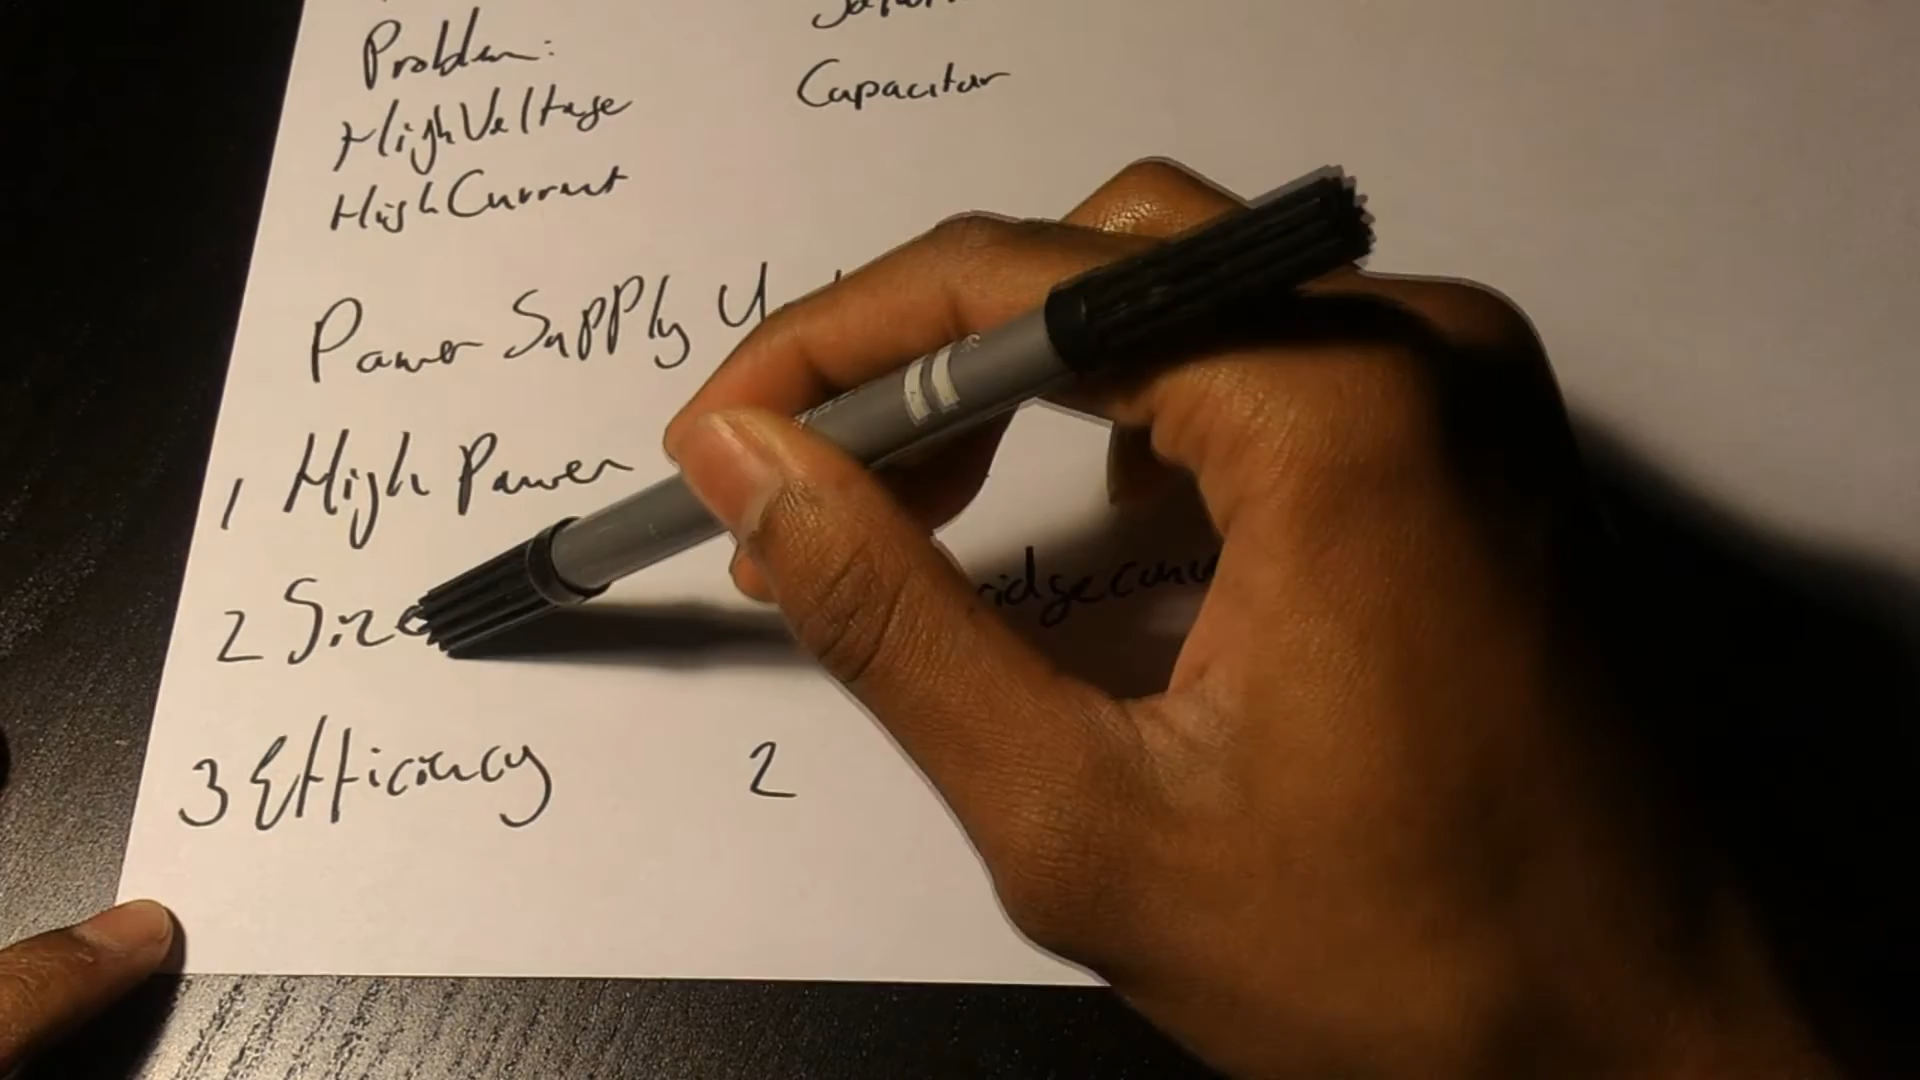 Problem:
High Voltage
High Current
Capacitor
Power Supply
1 High Power
2 Size
3 Efficiency
2